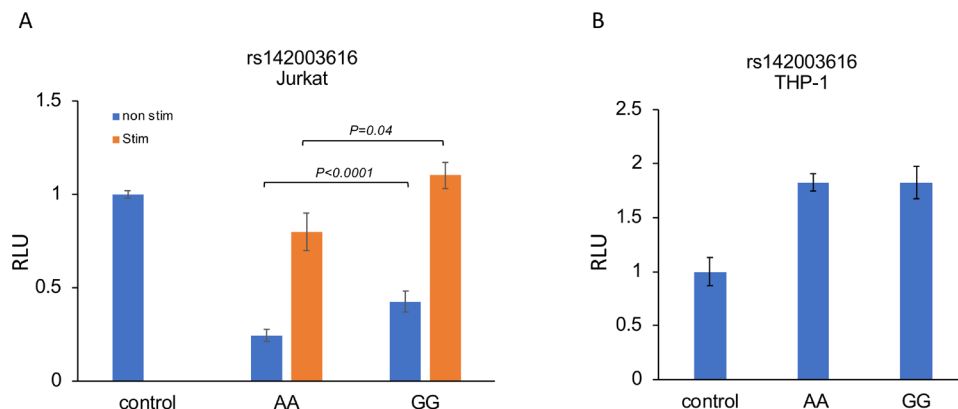 A
rs142003616
Jurkat
1.5
1
0.5
0
RLU
non stim
Stim
P=0.04
P<0.0001
control
AA
GG
B
rs142003616
THP-1
2.5
2
1.5
1
0.5
0
RLU
control
AA
GG